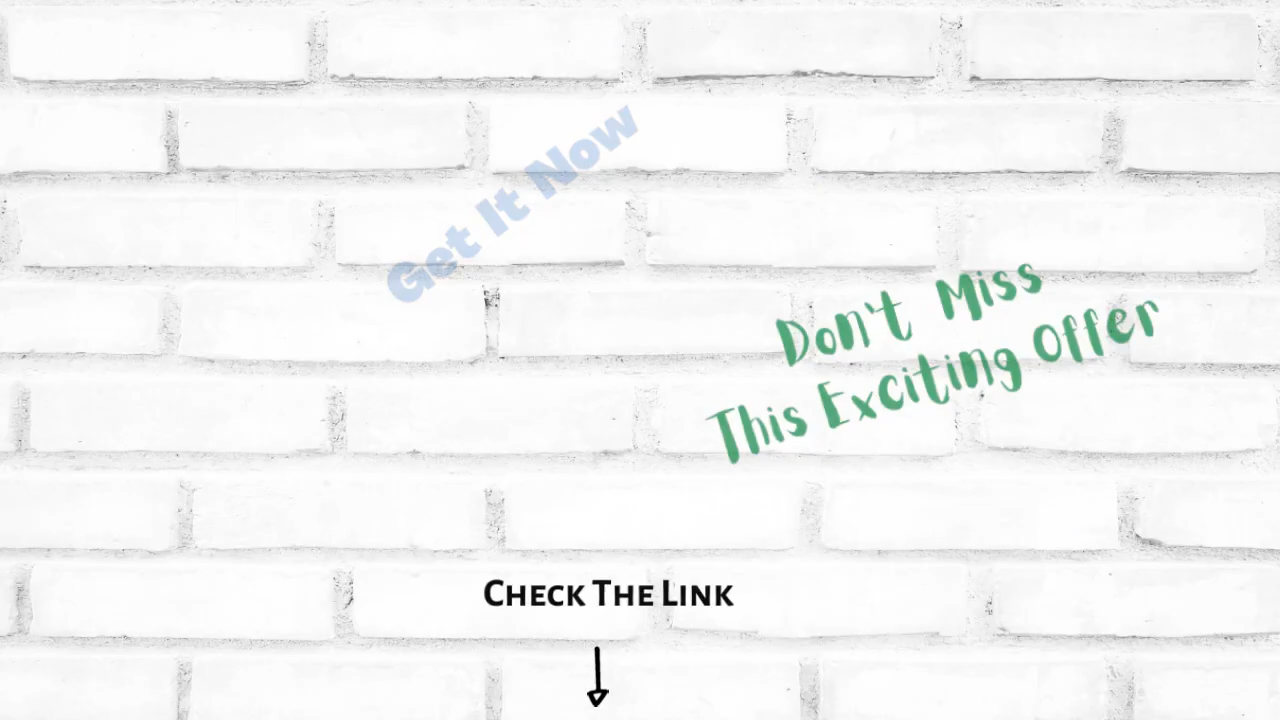 Get It Now
Don't Miss
This Exciting Offer
Check The Link